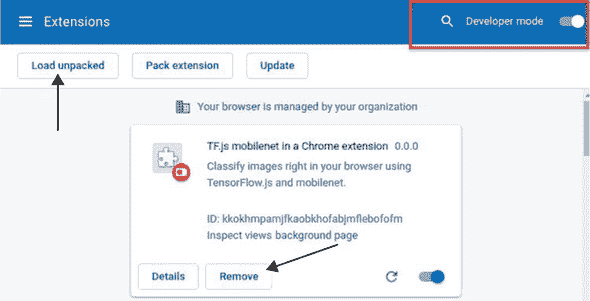 Extensions
Developer mode
Load unpacked
Pack extension
Update
Your browser is managed by your organization
TF.js mobilenet in a Chrome extension 0.0.0
Classify images right in your browser using
TensorFlow.js and mobilenet.
ID: kkokhmpamjfkaobkhofabjmflebofofm
Inspect views background page
Details
Remove